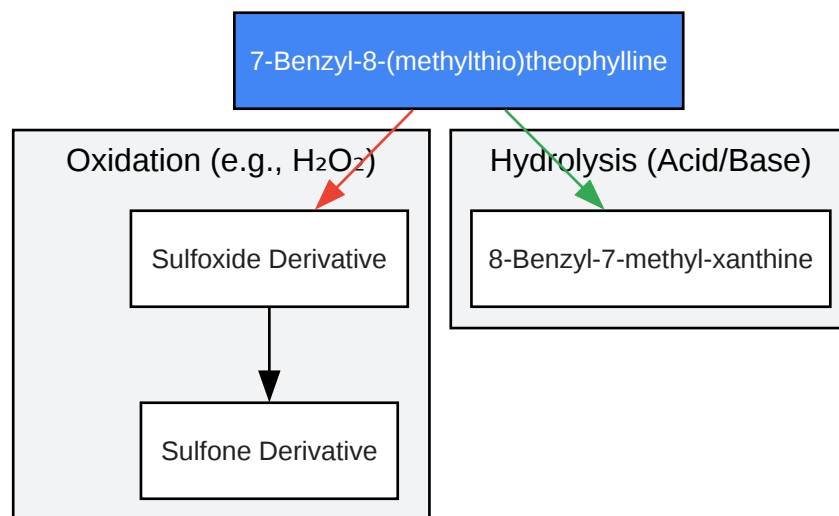 7-Benzyl-8-(methylthio)theophylline
Oxidation (e.g., H₂O₂)
Sulfoxide Derivative
Sulfone Derivative
Hydrolysis (Acid/Base)
8-Benzyl-7-methyl-xanthine